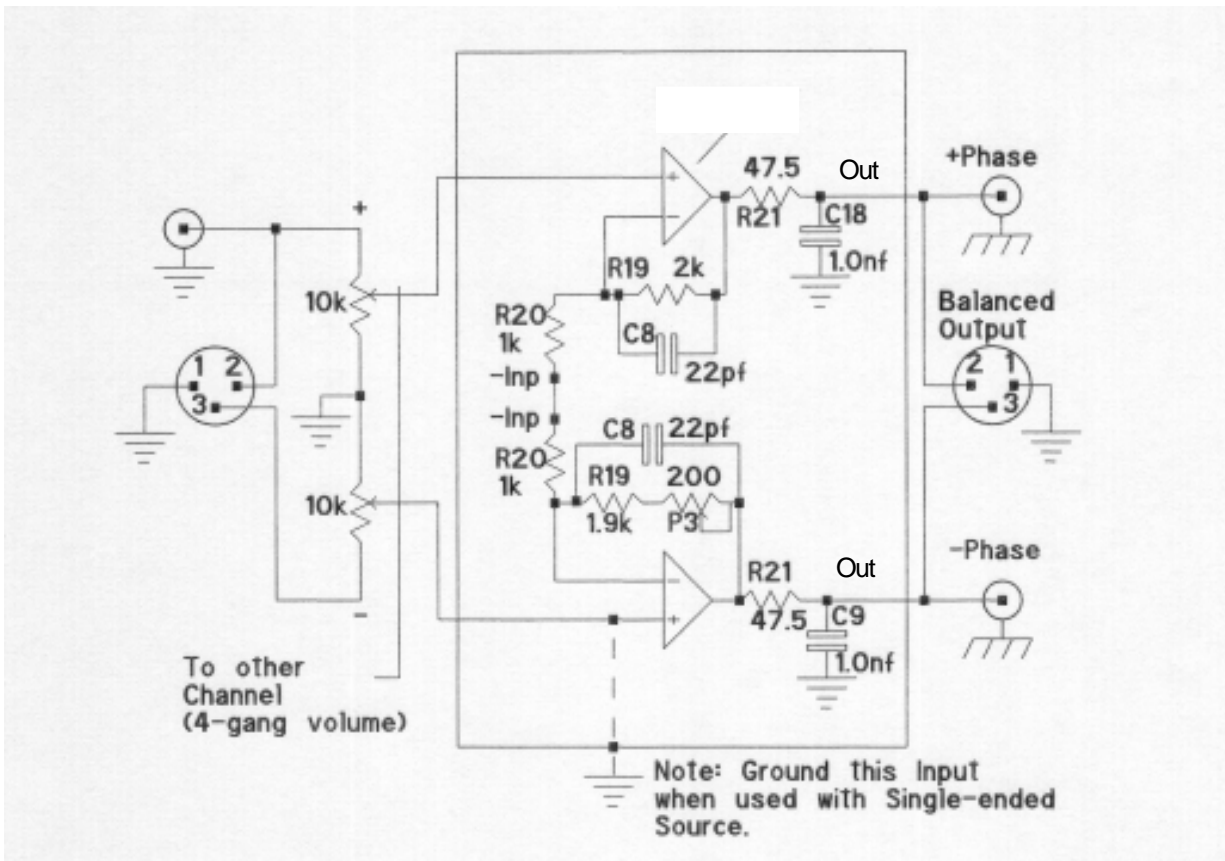 +Phase
47.5
Out
R21
C18
1.0nf
+
10k
R19 2k
C8
22pf
R20
1k
-Inp
-Inp
R20
1k
Balanced
Output
1 2
3
2 1
3
C8 22pf
R19 200
1.9k P3
10k
-
-Phase
R21
47.5
Out
C9
1.0nf
+
-
-
+
To other
Channel
(4-gang volume)
Note: Ground this Input
when used with Single-ended
Source.